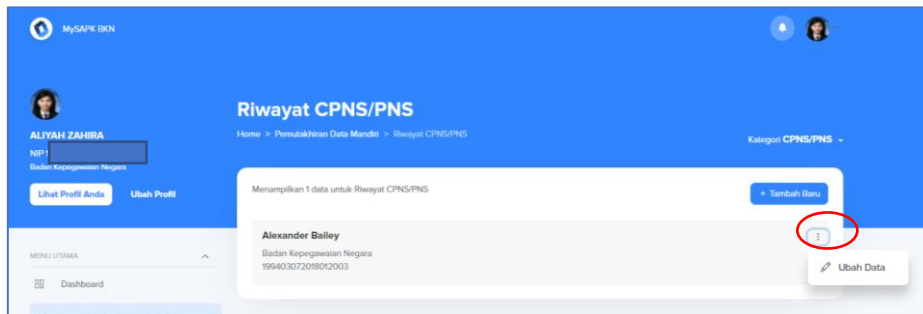 MySAPK BKN
ALIYAH ZAHIRA
NIP 1
Badan Kepegawaian Negara
Lihat Profil Anda
Ubah Profil
MENU UTAMA
Dashboard
Riwayat CPNS/PNS
Home > Pemutakhiran Data Mandiri > Riwayat CPNS/PNS
Kategori CPNS/PNS
Menampilkan 1 data untuk Riwayat CPNS/PNS
+ Tambah Baru
Alexander Bailey
Badan Kepegawaian Negara
199403072018012003
Ubah Data